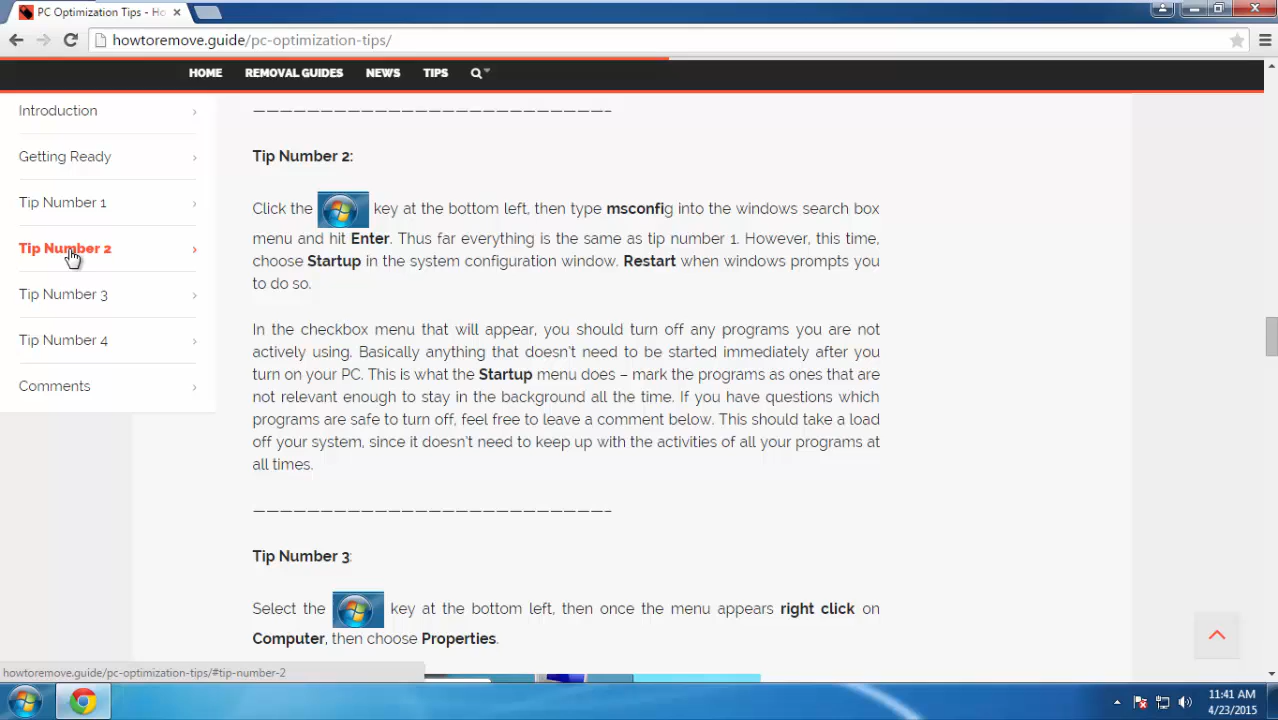 PC Optimization Tips - Ho
howtoremove.guide/pc-optimization-tips/
HOME REMOVAL GUIDES NEWS TIPS
Introduction
Getting Ready
Tip Number 1
Tip Number 2
Tip Number 3
Tip Number 4
Comments
———————————————————————————–
Tip Number 2:
Click the key at the bottom left, then type msconfig into the windows search box
menu and hit Enter. Thus far everything is the same as tip number 1. However, this time,
choose Startup in the system configuration window. Restart when windows prompts you
to do so.
In the checkbox menu that will appear, you should turn off any programs you are not
actively using. Basically anything that doesn't need to be started immediately after you
turn on your PC. This is what the Startup menu does – mark the programs as ones that are
not relevant enough to stay in the background all the time. If you have questions which
programs are safe to turn off, feel free to leave a comment below. This should take a load
off your system, since it doesn't need to keep up with the activities of all your programs at
all times.
———————————————————————————–
Tip Number 3:
Select the key at the bottom left, then once the menu appears right click on
Computer, then choose Properties.
howtoremove.guide/pc-optimization-tips/#tip-number-2
11:41 AM
4/23/2015